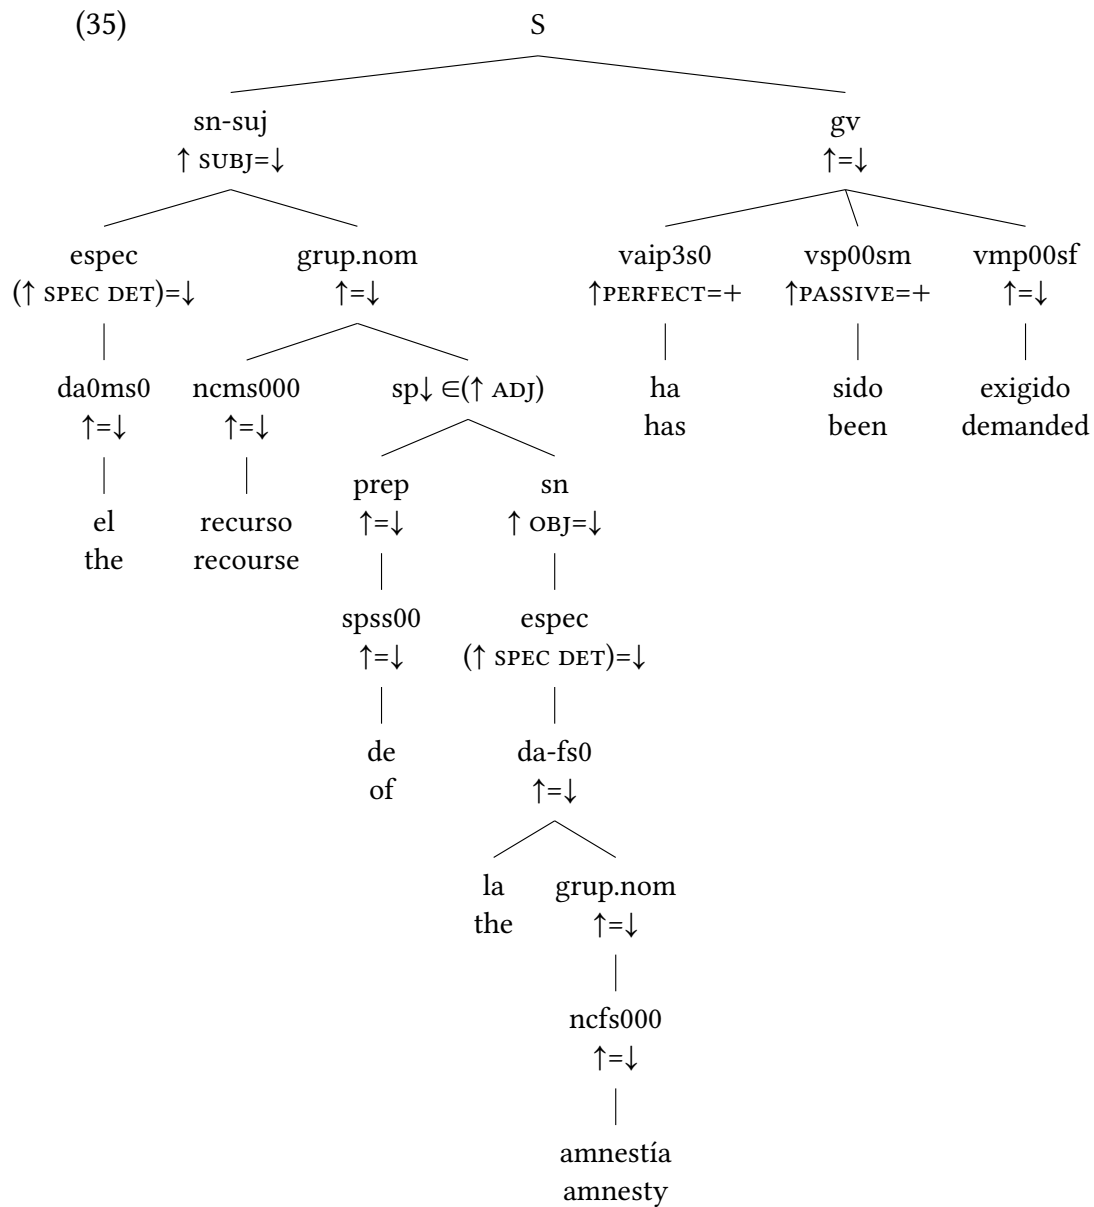 (35) S
sn-suj gv
↑ SUBJ=↓ ↑=↓
espec grup.nom vaip3s0 vsp00sm vmp00sf
(↑ SPEC DET)=↓ ↑=↓ ↑PERFECT=+ ↑PASSIVE=+ ↑=↓
da0ms0 ncms000 sp↓ ∈(↑ ADJ) ha sido exigido
↑=↓ ↑=↓ has been demanded
prep sn
↑=↓ ↑ OBJ=↓
el recurso
the recourse
spss00 espec
↑=↓ (↑ SPEC DET)=↓
de da-fs0
of ↑=↓
la grup.nom
the ↑=↓
ncfs000
↑=↓
amnestía
amnesty